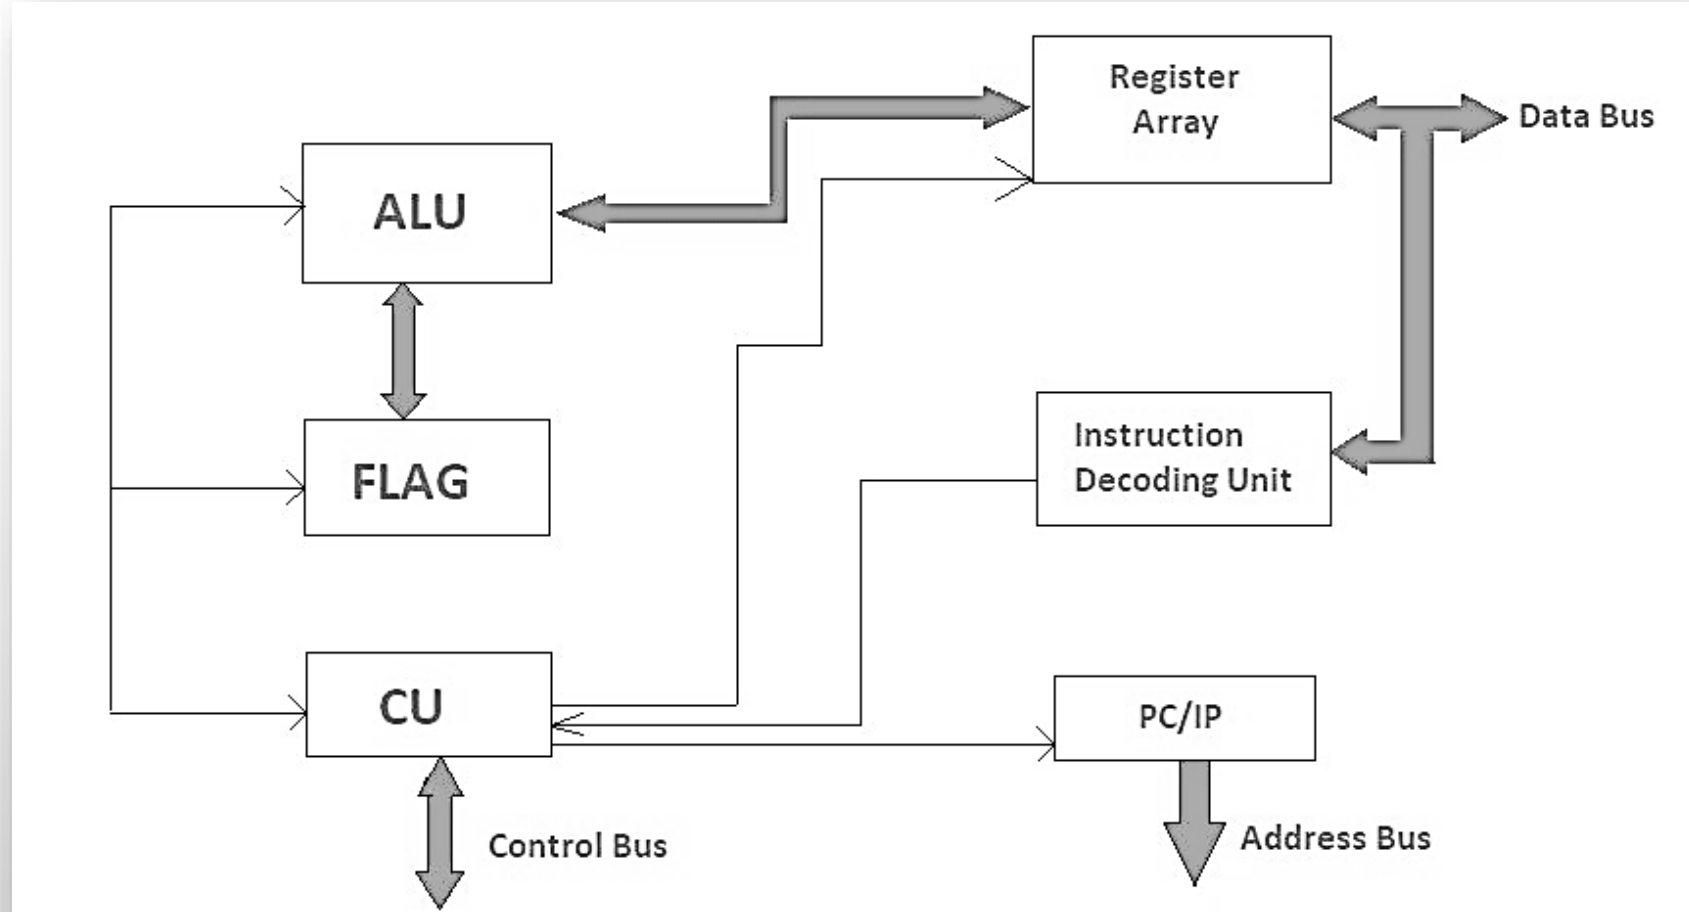 Register
Array
Data Bus
ALU
Instruction
Decoding Unit
FLAG
CU
PC/IP
Control Bus
Address Bus